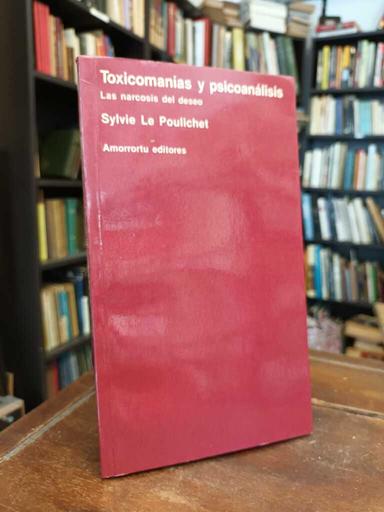 Toxicomanías y psicoanálisis
Las narcosis del deseo
Sylvie Le Poulichet
Amorrortu editores